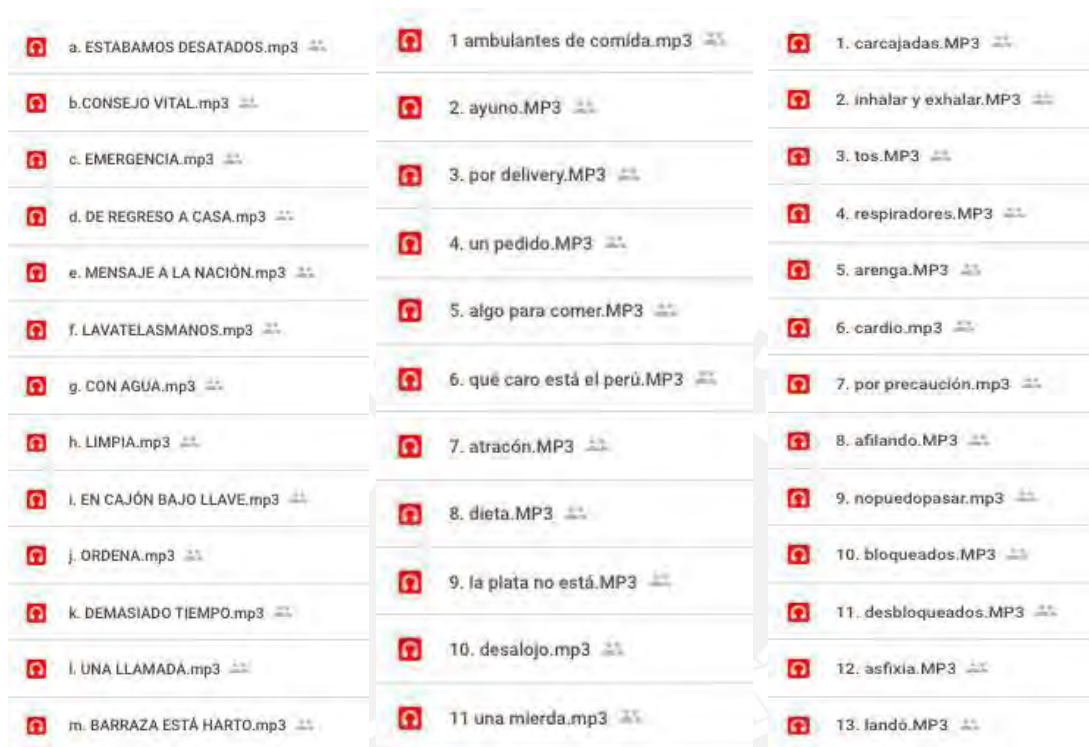 a. ESTABAMOS DESATADOS.mp3
b.CONSEJO VITAL.mp3
c. EMERGENCIA.mp3
d. DE REGRESO A CASA.mp3
e. MENSAJE A LA NACIÓN.mp3
f. LAVATELASMANOS.mp3
g. CON AGUA.mp3
h. LIMPIA.mp3
i. EN CAJÓN BAJO LLAVE.mp3
j. ORDENA.mp3
k. DEMASIADO TIEMPO.mp3
l. UNA LLAMADA.mp3
m. BARRAZA ESTÁ HARTO.mp3
1 ambulantes de comida.mp3
2. ayuno.MP3
3. por delivery.MP3
4. un pedido.MP3
5. algo para comer.MP3
6. qué caro está el perú.MP3
7. atracón.MP3
8. dieta.MP3
9. la plata no está.MP3
10. desalojo.mp3
11 una mierda.mp3
1. carcajadas.MP3
2. inhalar y exhalar.MP3
3. tos.MP3
4. respiradores.MP3
5. arenga.MP3
6. cardio.mp3
7. por precaución.mp3
8. afilando.MP3
9. nopuedopasar.mp3
10. bloqueados.MP3
11. desbloqueados.MP3
12. asfixia.MP3
13. landó.MP3